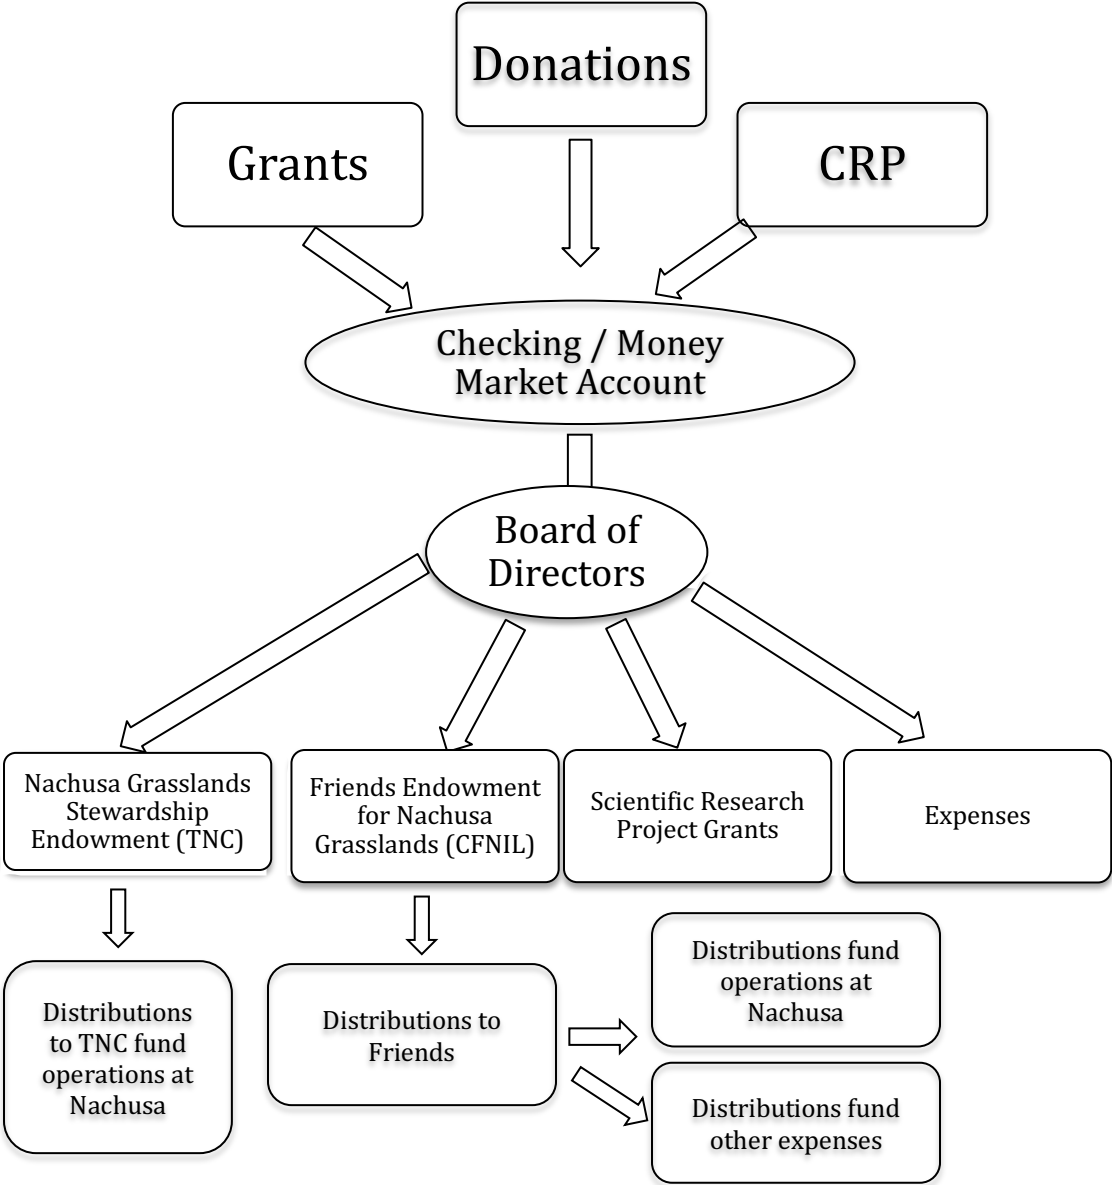 Donations
Grants
CRP
Checking / Money
Market Account
Board of
Directors
Nachusa Grasslands
Stewardship
Endowment (TNC)
Friends Endowment
for Nachusa
Grasslands (CFNIL)
Scientific Research
Project Grants
Expenses
Distributions
to TNC fund
operations at
Nachusa
Distributions to
Friends
Distributions fund
operations at
Nachusa
Distributions fund
other expenses